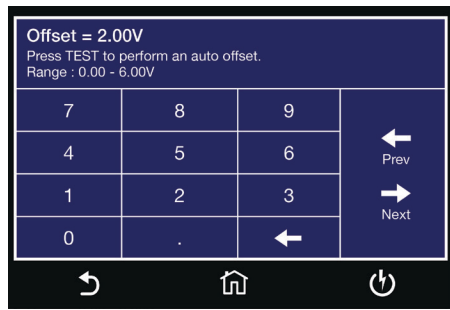 Offset = 2.00V
Press TEST to perform an auto offset.
Range : 0.00 - 6.00V
7 8 9
4 5 6
Prev
1 2 3
Next
0 .